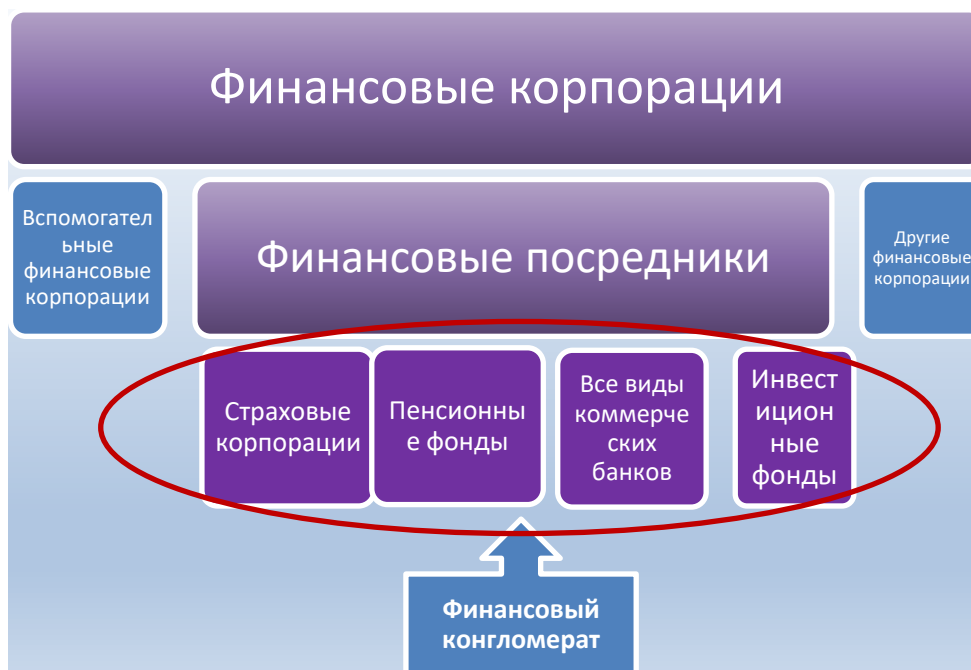 Финансовые корпорации
Вспомогател
ьные
финансовые
корпорации
Финансовые посредники
Другие
финансовые
корпорации
Страховые
корпорации
Пенсионны
е фонды
Все виды
коммерче
ских
банков
Инвест
ицион
ные
фонды
Финансовый
конгломерат